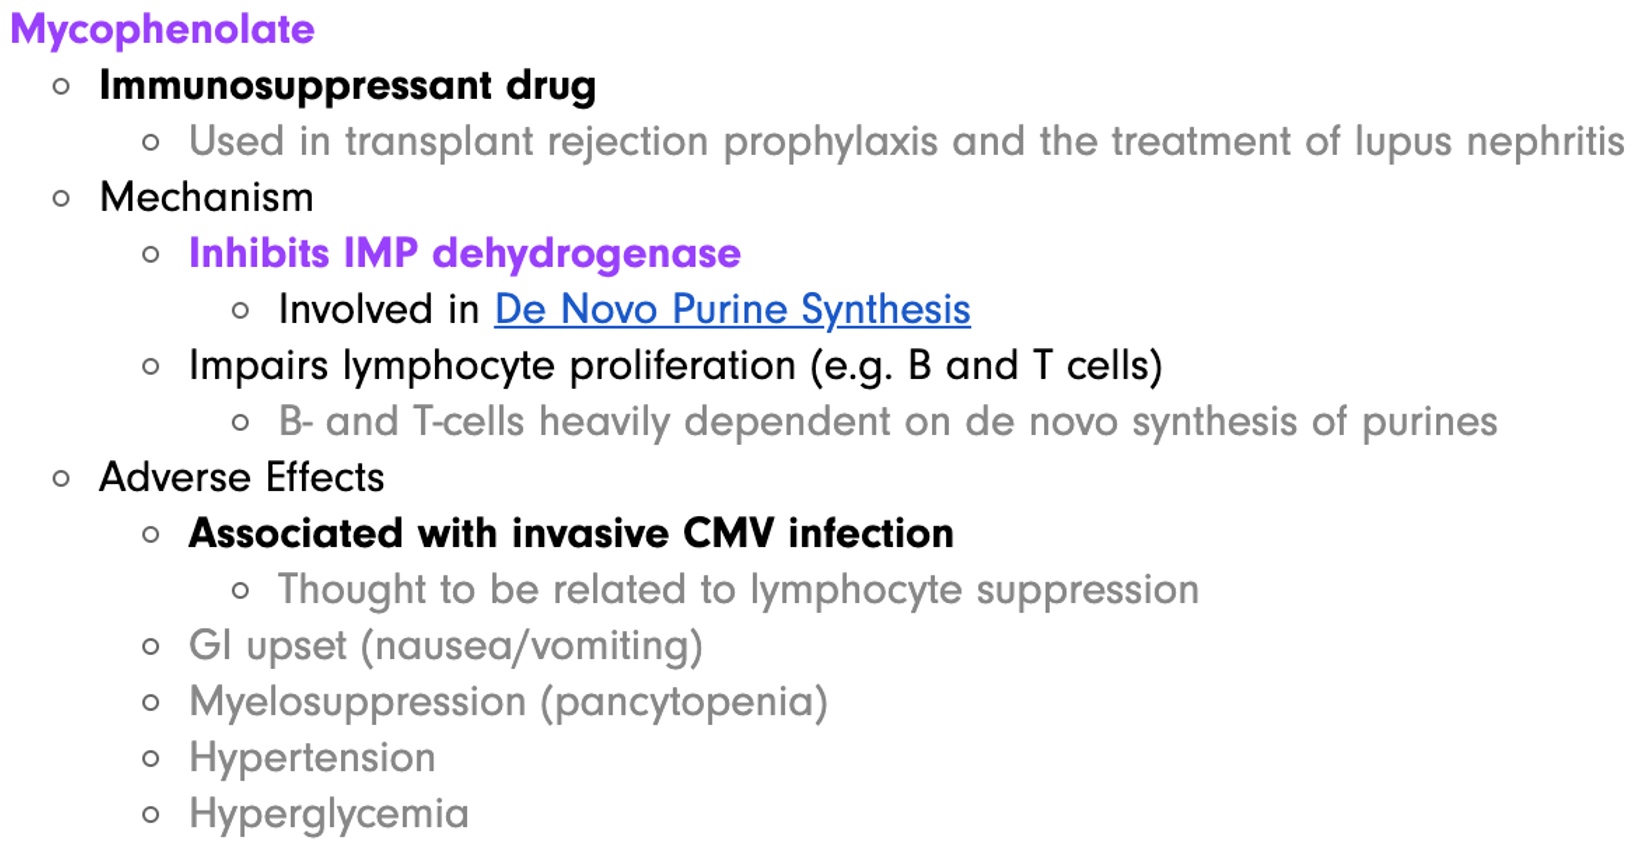 Mycophenolate
Immunosuppressant drug
Used in transplant rejection prophylaxis and the treatment of lupus nephritis
Mechanism
Inhibits IMP dehydrogenase
Involved in De Novo Purine Synthesis
Impairs lymphocyte proliferation (e.g. B and T cells)
B- and T-cells heavily dependent on de novo synthesis of purines
Adverse Effects
Associated with invasive CMV infection
Thought to be related to lymphocyte suppression
GI upset (nausea/vomiting)
Myelosuppression (pancytopenia)
Hypertension
Hyperglycemia